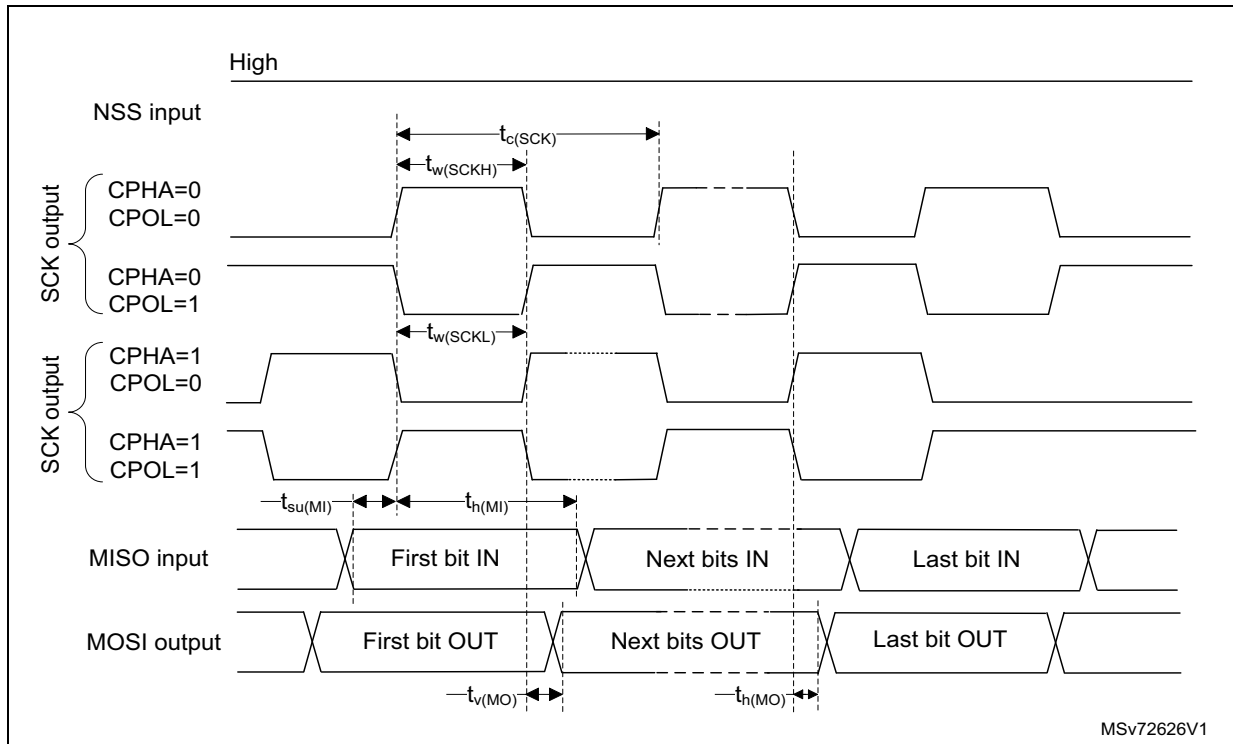 High
NSS input
tc(SCK)
tw(SCKH)
SCK output
CPHA=0
CPOL=0
CPHA=0
CPOL=1
tw(SCKL)
SCK output
CPHA=1
CPOL=0
CPHA=1
CPOL=1
tsu(MI)
th(MI)
MISO input
First bit IN
Next bits IN
Last bit IN
MOSI output
First bit OUT
Next bits OUT
Last bit OUT
tv(MO)
th(MO)
MSv72626V1